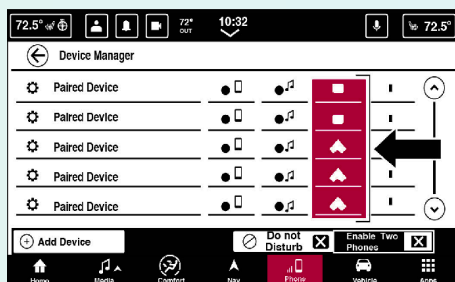 72.5° 72° OUT 10:32 72.5°
Device Manager
Paired Device
Paired Device
Paired Device
Paired Device
Paired Device
Add Device Do not Disturb Enable Two Phones
Home Media Comfort Nav Phone Vehicle Apps